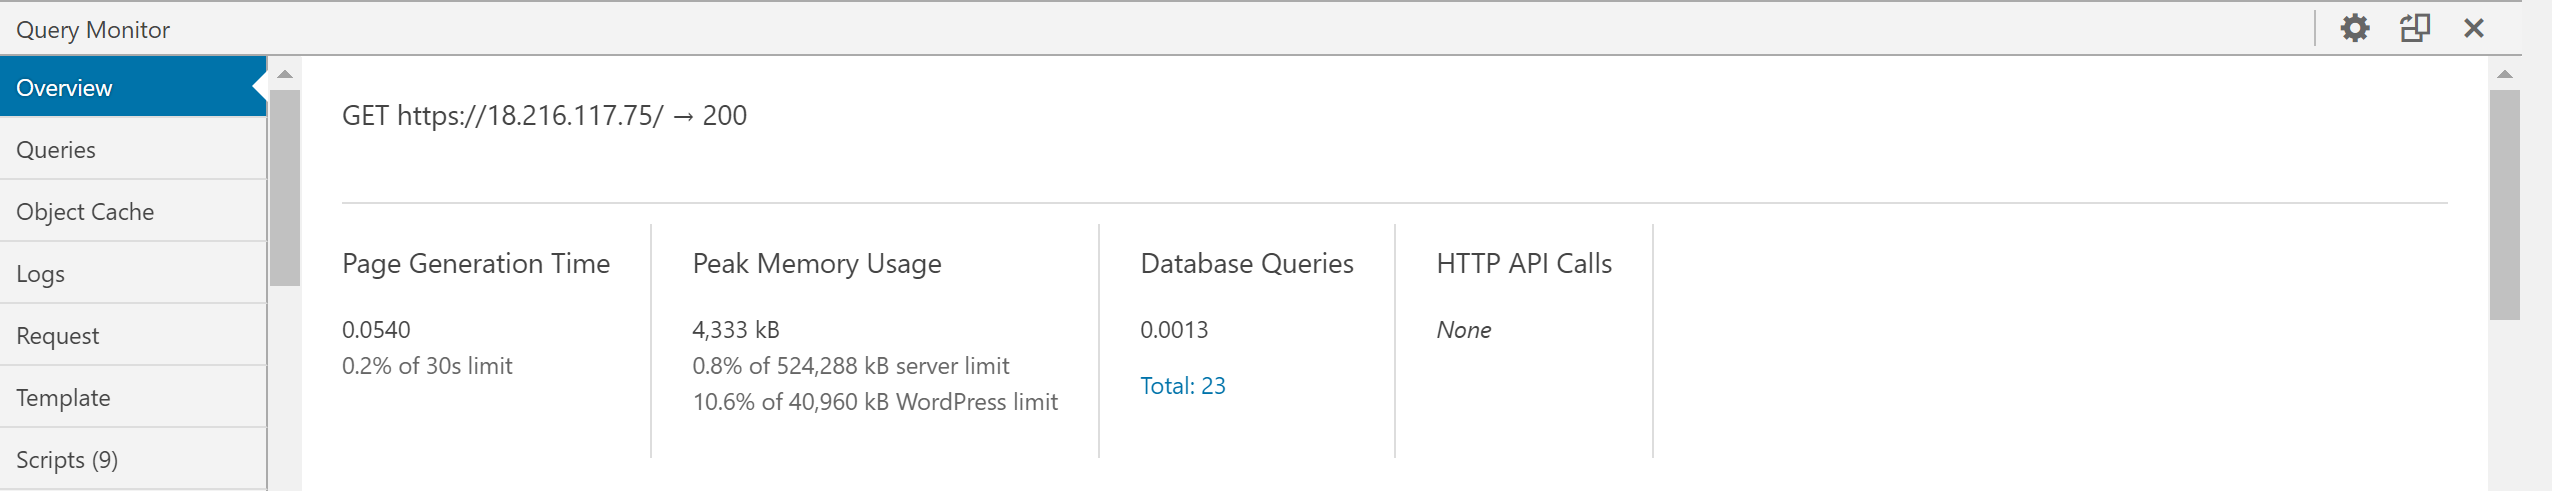 Query Monitor
Overview
Queries
Object Cache
Logs
Request
Template
Scripts (9)
GET https://18.216.117.75/ → 200
Page Generation Time
0.0540
0.2% of 30s limit
Peak Memory Usage
4,333 kB
0.8% of 524,288 kB server limit
10.6% of 40,960 kB WordPress limit
Database Queries
0.0013
Total: 23
HTTP API Calls
None